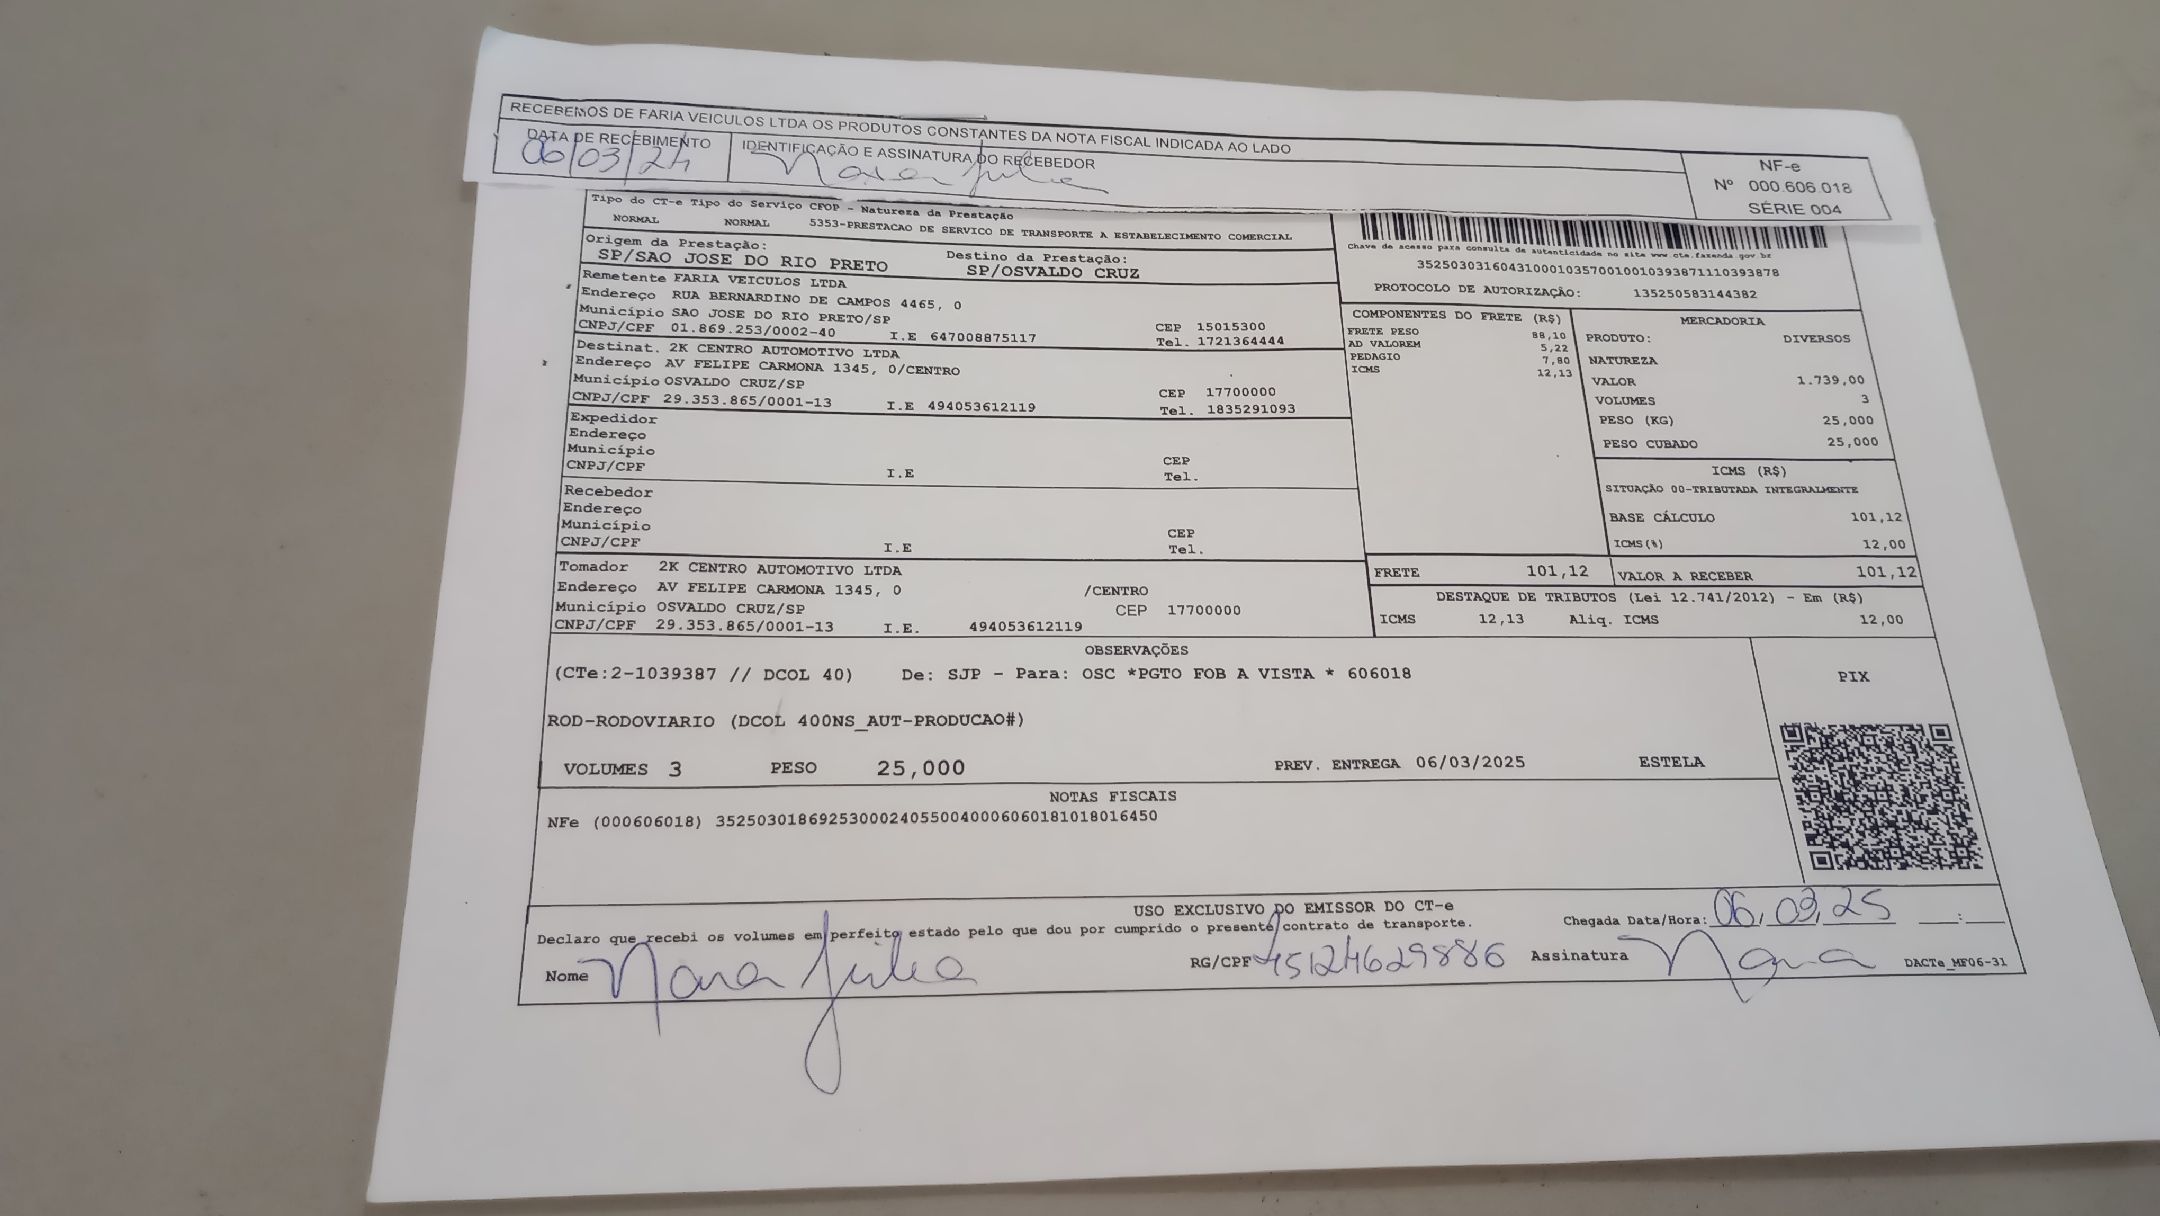 RECEBEMOS DE FARIA VEICULOS LTDA OS PRODUTOS CONSTANTES DA NOTA FISCAL INDICADA AO LADO
DATA DE RECEBIMENTO
06/03/24
IDENTIFICAÇÃO E ASSINATURA DO RECEBEDOR
NF-e
Nº 000.606.018
SÉRIE 004
Tipo do CT-e Tipo do Serviço CFOP - Natureza da Prestação
NORMAL NORMAL 5353-PRESTACAO DE SERVICO DE TRANSPORTE A ESTABELECIMENTO COMERCIAL
Origem da Prestação: Destino da Prestação:
SP/SAO JOSE DO RIO PRETO SP/OSVALDO CRUZ
Chave de acesso para consulta de autenticidade no site www.cte.fazenda.gov.br
35250303160431000103570010010393871110393878
PROTOCOLO DE AUTORIZAÇÃO: 135250583144382
Remetente FARIA VEICULOS LTDA
Endereço RUA BERNARDINO DE CAMPOS 4465, 0
Município SAO JOSE DO RIO PRETO/SP CEP 15015300
CNPJ/CPF 01.869.253/0002-40 I.E 647008875117 Tel. 1721364444
Destinat. 2K CENTRO AUTOMOTIVO LTDA
Endereço AV FELIPE CARMONA 1345, 0/CENTRO
Município OSVALDO CRUZ/SP CEP 17700000
CNPJ/CPF 29.353.865/0001-13 I.E 494053612119 Tel. 1835291093
Expedidor
Endereço
Município CEP
CNPJ/CPF I.E Tel.
Recebedor
Endereço
Município CEP
CNPJ/CPF I.E Tel.
Tomador 2K CENTRO AUTOMOTIVO LTDA
Endereço AV FELIPE CARMONA 1345, 0 /CENTRO
Município OSVALDO CRUZ/SP CEP 17700000
CNPJ/CPF 29.353.865/0001-13 I.E. 494053612119
COMPONENTES DO FRETE (R$)
FRETE PESO 88,10
AD VALOREM 5,22
PEDAGIO 7,80
ICMS 12,13
MERCADORIA
PRODUTO: DIVERSOS
NATUREZA
VALOR 1.739,00
VOLUMES 3
PESO (KG) 25,000
PESO CUBADO 25,000
ICMS (R$)
SITUAÇÃO 00-TRIBUTADA INTEGRALMENTE
BASE CÁLCULO 101,12
ICMS(%) 12,00
FRETE 101,12 VALOR A RECEBER 101,12
DESTAQUE DE TRIBUTOS (Lei 12.741/2012) - Em (R$)
ICMS 12,13 Aliq. ICMS 12,00
OBSERVAÇÕES
(CTe:2-1039387 // DCOL 40) De: SJP - Para: OSC *PGTO FOB A VISTA * 606018
ROD-RODOVIARIO (DCOL 400NS_AUT-PRODUCAO#)
VOLUMES 3 PESO 25,000 PREV. ENTREGA 06/03/2025 ESTELA
PIX
NOTAS FISCAIS
NFe (000606018) 35250301869253000240550040006060181018016450
USO EXCLUSIVO DO EMISSOR DO CT-e
Declaro que recebi os volumes em perfeito estado pelo que dou por cumprido o presente contrato de transporte.
Chegada Data/Hora: 06/03/25 __:__
Nome
RG/CPF 45124629886
Assinatura
DACTe_MF06-31